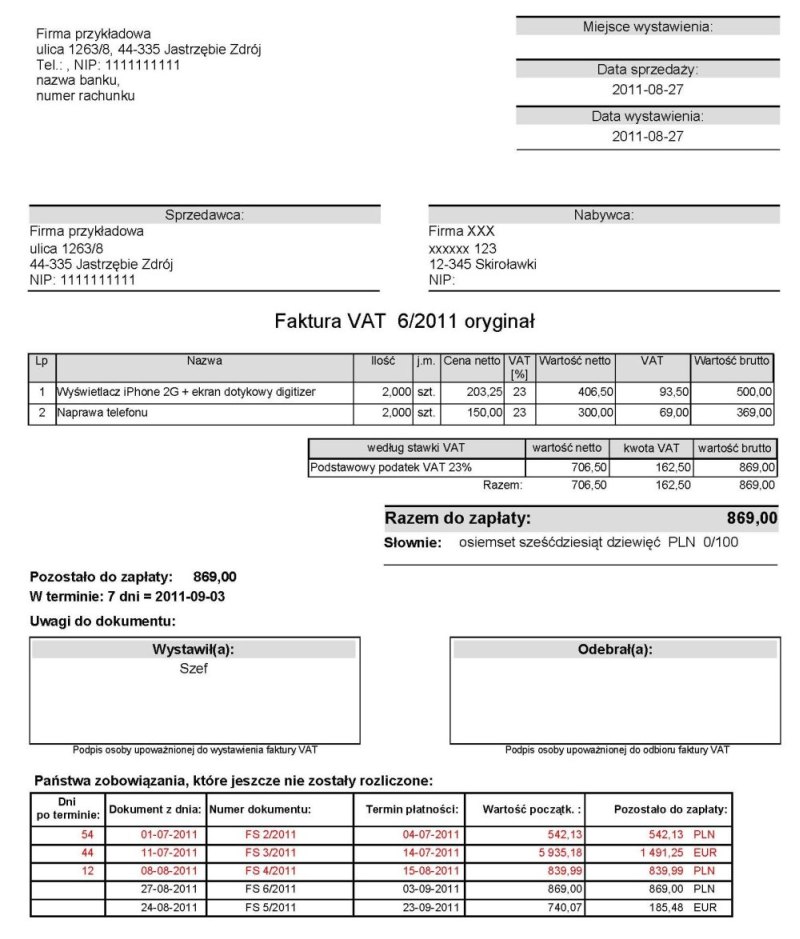 Firma przykładowa
ulica 1263/8, 44-335 Jastrzębie Zdrój
Tel.: , NIP: 1111111111
nazwa banku,
numer rachunku
Miejsce wystawienia:
Data sprzedaży:
2011-08-27
Data wystawienia:
2011-08-27
Sprzedawca:
Firma przykładowa
ulica 1263/8
44-335 Jastrzębie Zdrój
NIP: 1111111111
Nabywca:
Firma XXX
xxxxxx 123
12-345 Skiroławki
NIP:
Faktura VAT 6/2011 oryginał
Lp Nazwa Ilość j.m. Cena netto VAT [%] Wartość netto VAT Wartość brutto
1 Wyświetlacz iPhone 2G + ekran dotykowy digitizer 2,000 szt. 203,25 23 406,50 93,50 500,00
2 Naprawa telefonu 2,000 szt. 150,00 23 300,00 69,00 369,00
według stawki VAT wartość netto kwota VAT wartość brutto
Podstawowy podatek VAT 23% 706,50 162,50 869,00
Razem: 706,50 162,50 869,00
Razem do zapłaty: 869,00
Słownie: osiemset sześćdziesiąt dziewięć PLN 0/100
Pozostało do zapłaty: 869,00
W terminie: 7 dni = 2011-09-03
Uwagi do dokumentu:
Wystawił(a):
Szef
Podpis osoby upoważnionej do wystawienia faktury VAT
Odebrał(a):
Podpis osoby upoważnionej do odbioru faktury VAT
Państwa zobowiązania, które jeszcze nie zostały rozliczone:
Dni po terminie: Dokument z dnia: Numer dokumentu: Termin płatności: Wartość początk. : Pozostało do zapłaty:
54 01-07-2011 FS 2/2011 04-07-2011 542,13 542,13 PLN
44 11-07-2011 FS 3/2011 14-07-2011 5 935,18 1 491,25 EUR
12 08-08-2011 FS 4/2011 15-08-2011 839,99 839,99 PLN
27-08-2011 FS 6/2011 03-09-2011 869,00 869,00 PLN
24-08-2011 FS 5/2011 23-09-2011 740,07 185,48 EUR